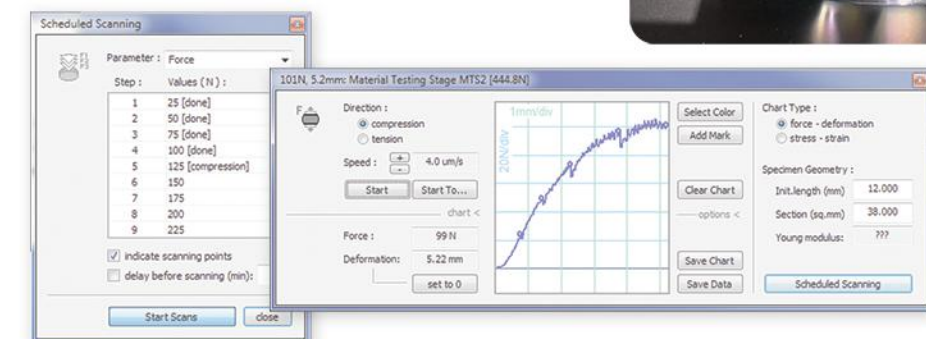 Scheduled Scanning
Parameter : Force
Step : Values ( N ) :
1 25 [done]
2 50 [done]
3 75 [done]
4 100 [done]
5 125 [compression]
6 150
7 175
8 200
9 225
indicate scanning points
delay before scanning (min):
Start Scans close
101N, 5.2mm: Material Testing Stage MTS2 [444.8N]
F
Direction :
compression
tension
Speed : + - 4.0 um/s
Start Start To...
chart <
Force : 99 N
Deformation: 5.22 mm
set to 0
1mm/div
20N/div
Select Color
Add Mark
Clear Chart
options <
Save Chart
Save Data
Chart Type :
force - deformation
stress - strain
Specimen Geometry :
Init.length (mm) 12.000
Section (sq.mm) 38.000
Young modulus: ???
Scheduled Scanning